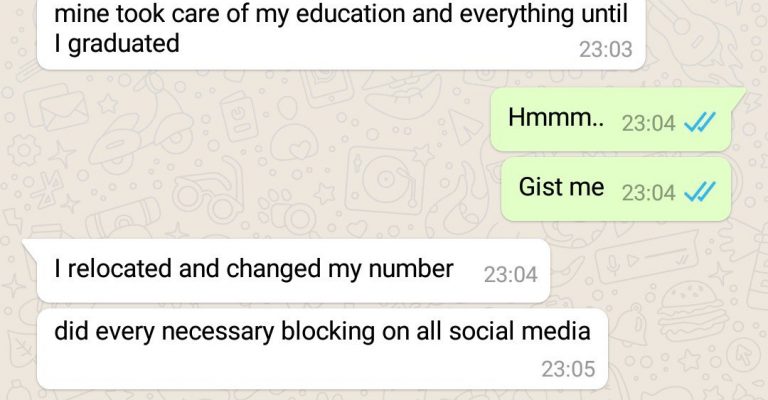 mine took care of my education and everything until
I graduated
23:03
Hmmm.. 23:04
Gist me 23:04
I relocated and changed my number 23:04
did every necessary blocking on all social media
23:05